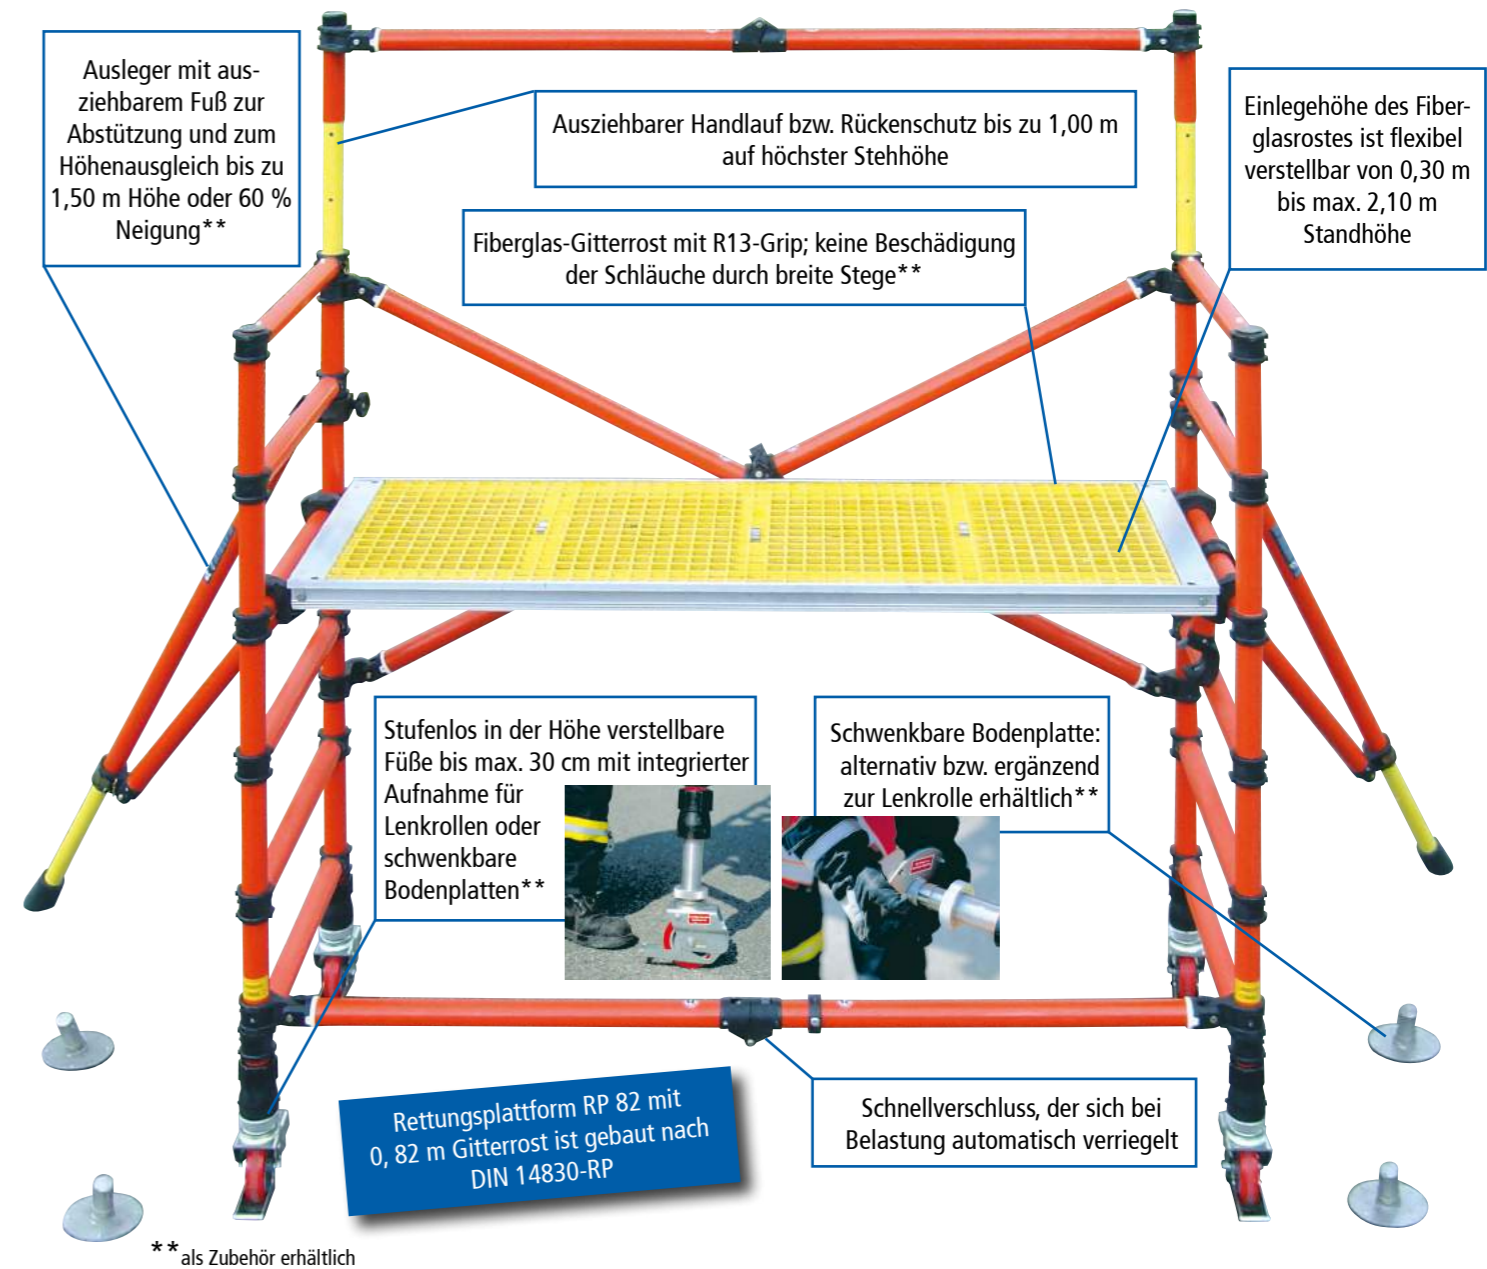 Ausleger mit aus-
ziehbarem Fuß zur
Abstützung und zum
Höhenausgleich bis zu
1,50 m Höhe oder 60 %
Neigung**
Ausziehbarer Handlauf bzw. Rückenschutz bis zu 1,00 m
auf höchster Stehhöhe
Einlegehöhe des Fiber-
glasrostes ist flexibel
verstellbar von 0,30 m
bis max. 2,10 m
Standhöhe
Fiberglas-Gitterrost mit R13-Grip; keine Beschädigung
der Schläuche durch breite Stege**
Stufenlos in der Höhe verstellbare
Füße bis max. 30 cm mit integrierter
Aufnahme für
Lenkrollen oder
schwenkbare
Bodenplatten**
Schwenkbare Bodenplatte:
alternativ bzw. ergänzend
zur Lenkrolle erhältlich**
Rettungsplattform RP 82 mit
0, 82 m Gitterrost ist gebaut nach
DIN 14830-RP
Schnellverschluss, der sich bei
Belastung automatisch verriegelt
**als Zubehör erhältlich